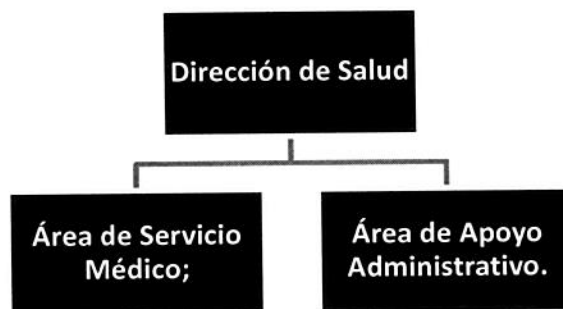 Dirección de Salud
Área de Servicio
Médico;
Área de Apoyo
Administrativo.